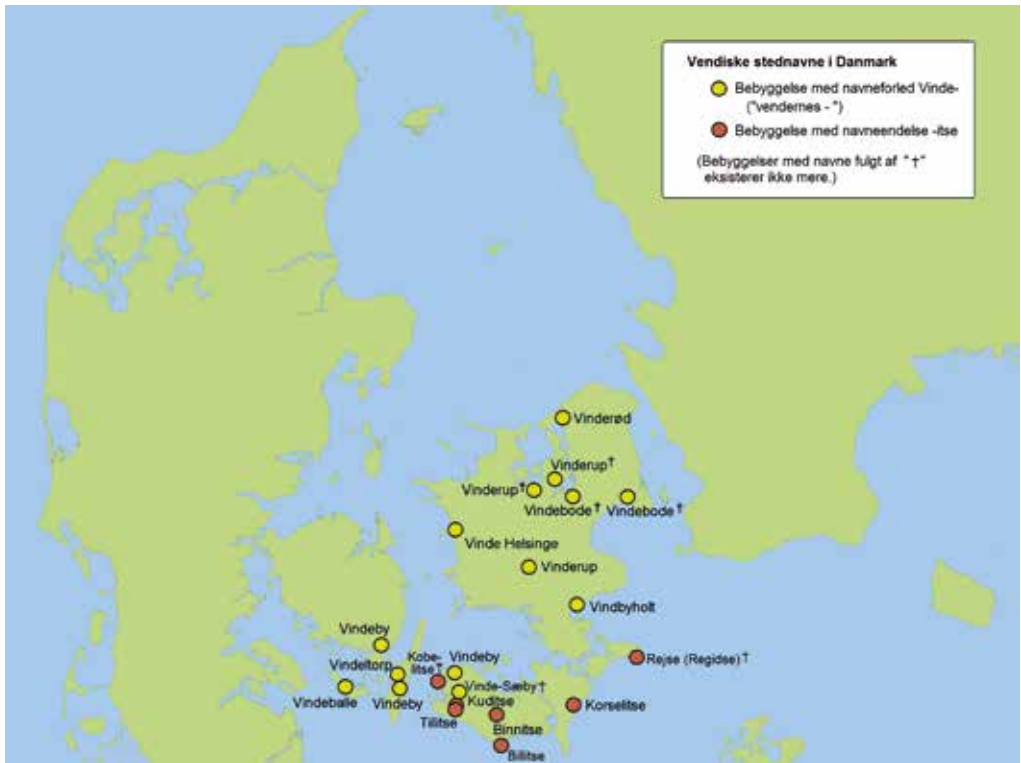 Vendiske stednavne i Danmark
Bebyggelse med navneforled Vinde-
("vendernes - ")
Bebyggelse med navneendelse -itse
(Bebyggelser med navne fulgt af "†"
eksisterer ikke mere.)
Vinderød
Vinderup†
Vinderup†
Vindebode†
Vindebode†
Vinde Helsinge
Vinderup
Vindbyholt
Vindeby
Kobe-
litse†
Vindeby
Vindeltorp
Rejse (Regidse)†
Vinde-Sæby†
Vindeballe
Vindeby
Kuditse
Korselitse
Tillitse
Binnitse
Billitse